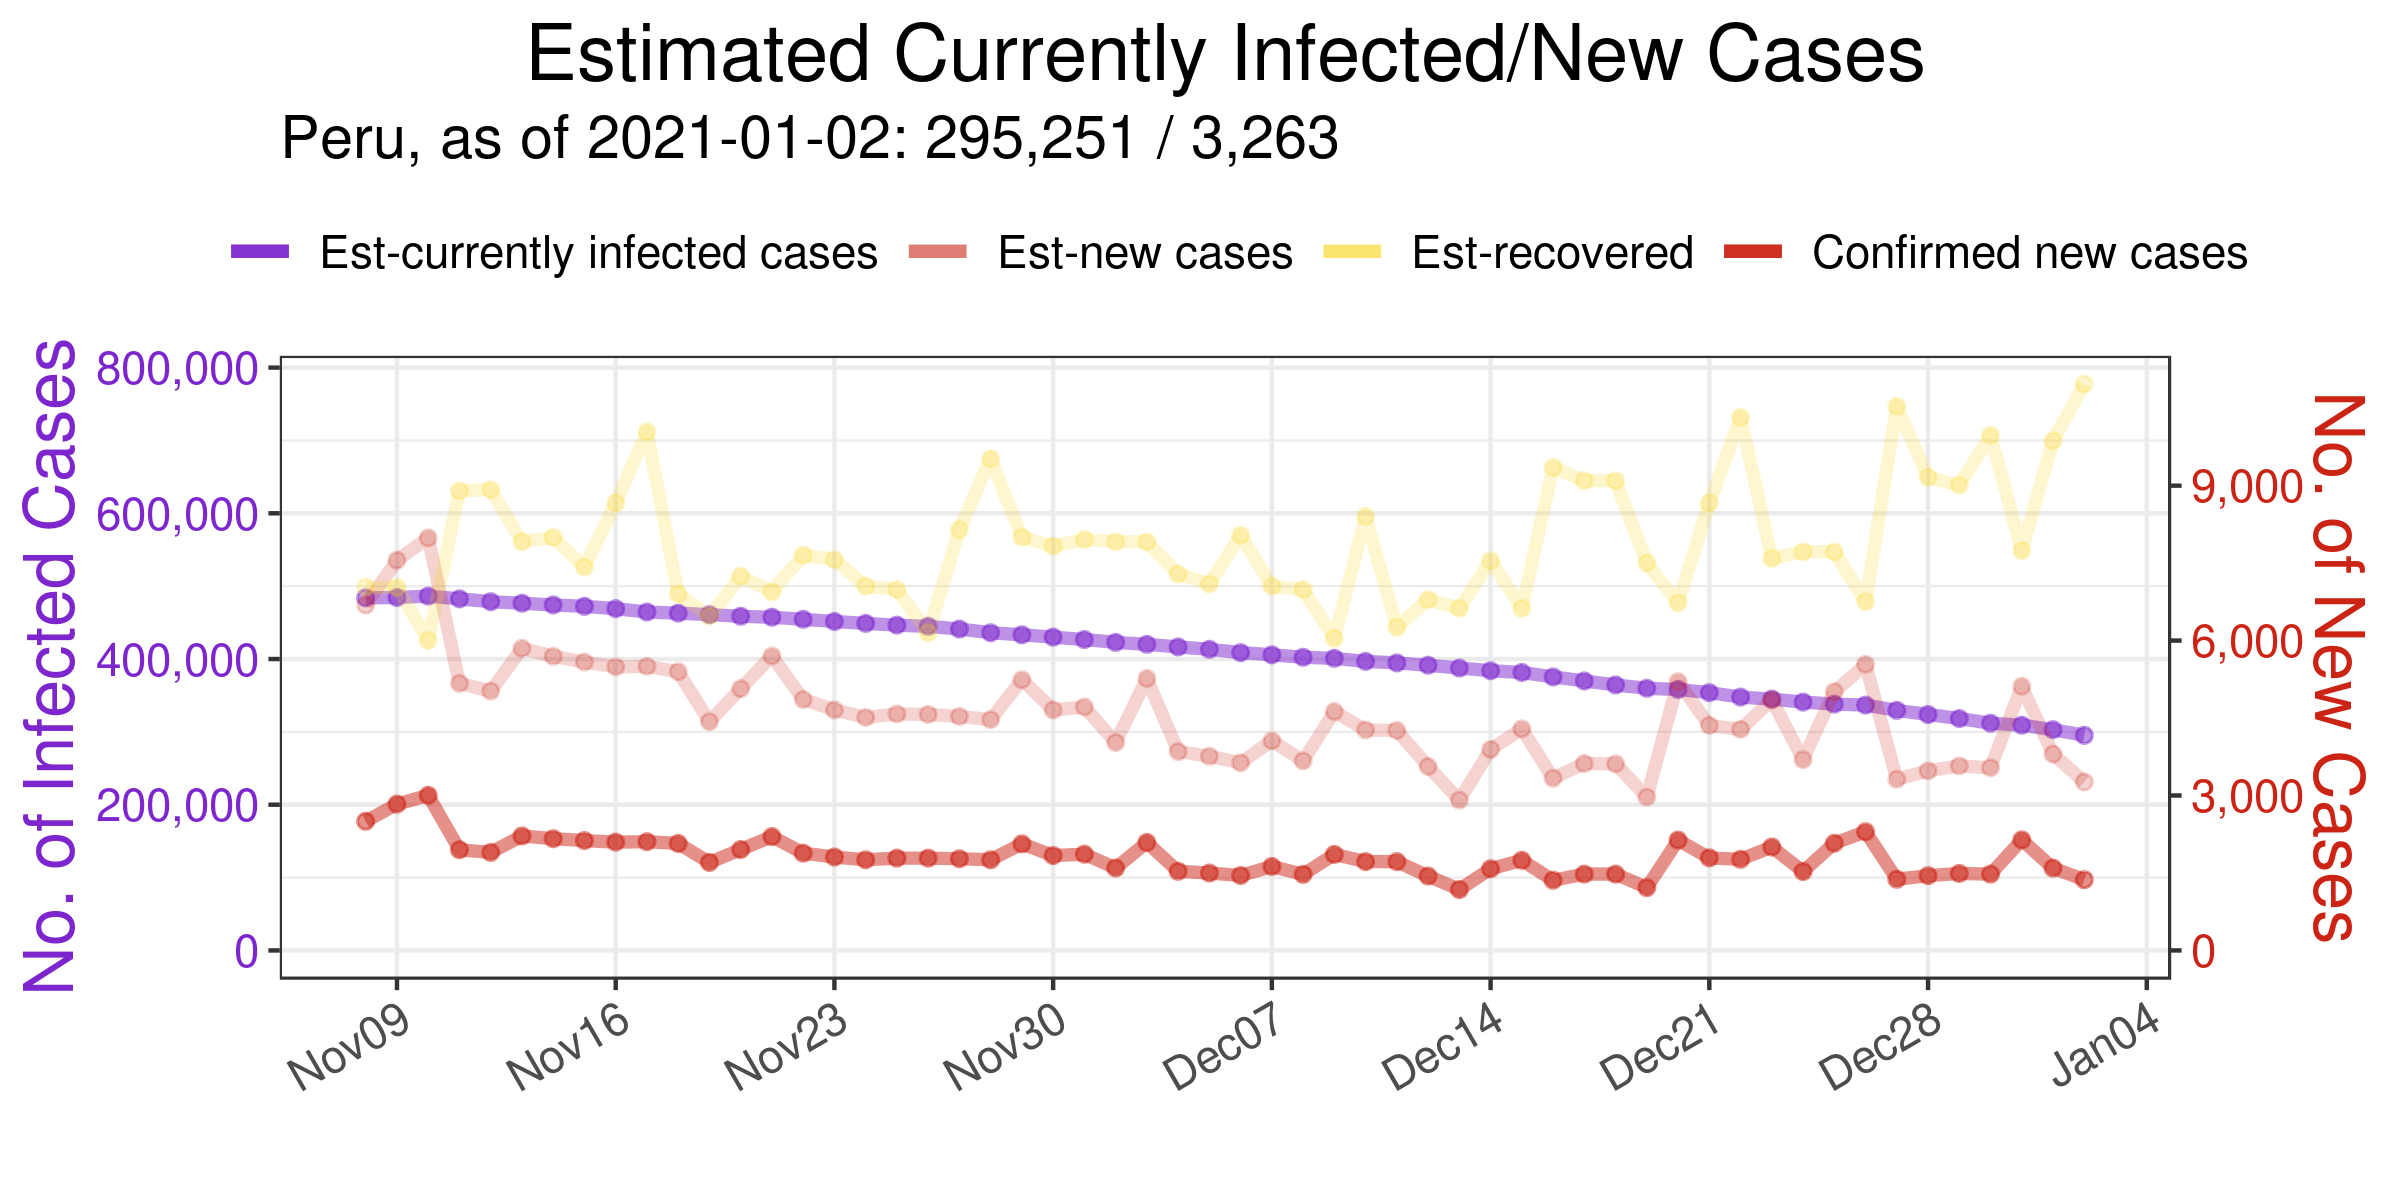 Estimated Currently Infected/New Cases
Peru, as of 2021-01-02: 295,251 / 3,263
Est-currently infected cases Est-new cases Est-recovered Confirmed new cases
No. of Infected Cases
800,000
600,000
400,000
200,000
0
No. of New Cases
9,000
6,000
3,000
0
Nov09 Nov16 Nov23 Nov30 Dec07 Dec14 Dec21 Dec28 Jan04